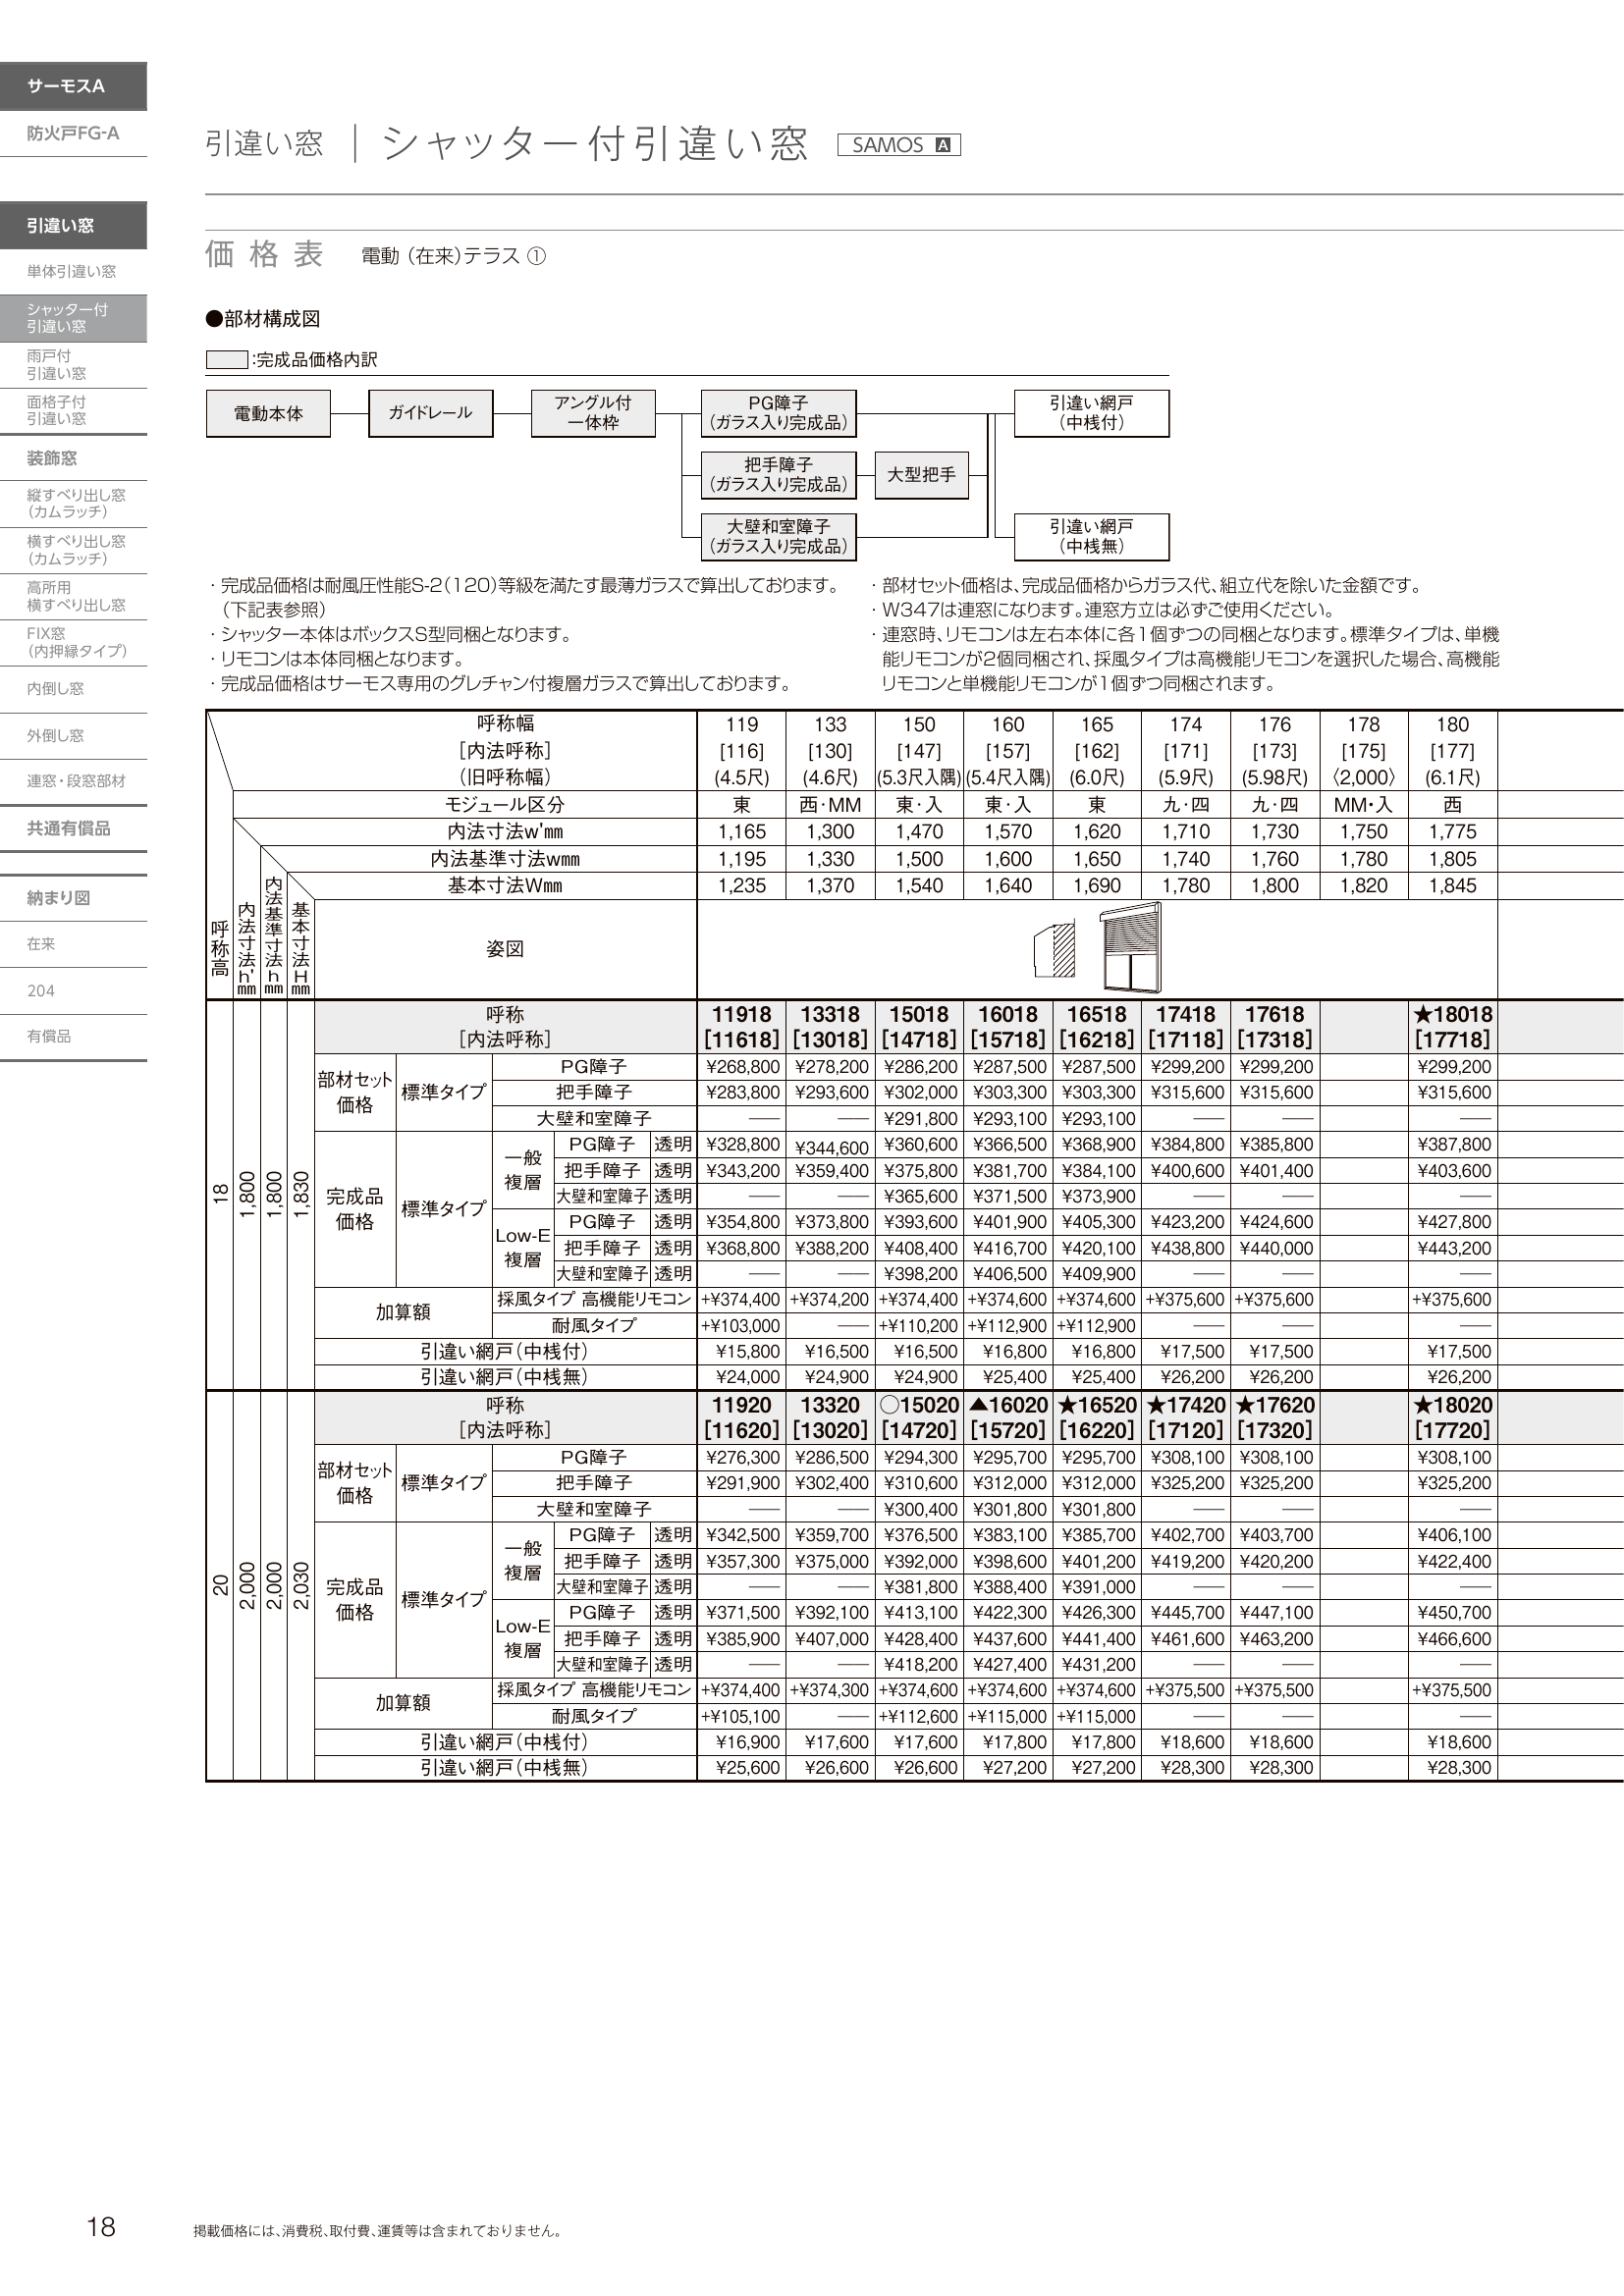 サーモスA
防火戸FG-A
引違い窓
単体引違い窓
シャッター付
引違い窓
雨戸付
引違い窓
面格子付
引違い窓
装飾窓
縦すべり出し窓
（カムラッチ）
横すべり出し窓
（カムラッチ）
高所用
横すべり出し窓
FIX窓
（内押縁タイプ）
内倒し窓
外倒し窓
連窓・段窓部材
共通有償品
納まり図
在来
204
有償品
引違い窓｜シャッター付引違い窓 SAMOS A
価格表 電動（在来）テラス ①
●部材構成図
：完成品価格内訳
電動本体 ガイドレール アングル付 一体枠 PG障子 （ガラス入り完成品） 引違い網戸 （中桟付）
把手障子 （ガラス入り完成品） 大型把手
大壁和室障子 （ガラス入り完成品） 引違い網戸 （中桟無）
・完成品価格は耐風圧性能S-2（120）等級を満たす最薄ガラスで算出しております。
（下記表参照）
・シャッター本体はボックスS型同梱となります。
・リモコンは本体同梱となります。
・完成品価格はサーモス専用のグレチャン付複層ガラスで算出しております。
・部材セット価格は、完成品価格からガラス代、組立代を除いた金額です。
・W347は連窓になります。連窓方立は必ずご使用ください。
・連窓時、リモコンは左右本体に各1個ずつの同梱となります。標準タイプは、単機
能リモコンが2個同梱され、採風タイプは高機能リモコンを選択した場合、高機能
リモコンと単機能リモコンが1個ずつ同梱されます。
呼称幅 119 133 150 160 165 174 176 178 180
［内法呼称］ [116] [130] [147] [157] [162] [171] [173] [175] [177]
（旧呼称幅） (4.5尺) (4.6尺) (5.3尺入隅) (5.4尺入隅) (6.0尺) (5.9尺) (5.98尺) 〈2,000〉 (6.1尺)
モジュール区分 東 西・MM 東・入 東・入 東 九・四 九・四 MM・入 西
内法寸法w'㎜ 1,165 1,300 1,470 1,570 1,620 1,710 1,730 1,750 1,775
内法基準寸法w㎜ 1,195 1,330 1,500 1,600 1,650 1,740 1,760 1,780 1,805
基本寸法W㎜ 1,235 1,370 1,540 1,640 1,690 1,780 1,800 1,820 1,845
呼称高 内法寸法h'㎜ 内法基準寸法h㎜ 基本寸法H㎜ 姿図
18 1,800 1,800 1,830
呼称 11918 13318 15018 16018 16518 17418 17618 ★18018
［内法呼称］ [11618] [13018] [14718] [15718] [16218] [17118] [17318] [17718]
部材セット価格 標準タイプ PG障子 ¥268,800 ¥278,200 ¥286,200 ¥287,500 ¥287,500 ¥299,200 ¥299,200 ¥299,200
把手障子 ¥283,800 ¥293,600 ¥302,000 ¥303,300 ¥303,300 ¥315,600 ¥315,600 ¥315,600
大壁和室障子 ―― ―― ¥291,800 ¥293,100 ¥293,100 ―― ―― ――
完成品価格 標準タイプ 一般複層 PG障子 透明 ¥328,800 ¥344,600 ¥360,600 ¥366,500 ¥368,900 ¥384,800 ¥385,800 ¥387,800
把手障子 透明 ¥343,200 ¥359,400 ¥375,800 ¥381,700 ¥384,100 ¥400,600 ¥401,400 ¥403,600
大壁和室障子 透明 ―― ―― ¥365,600 ¥371,500 ¥373,900 ―― ―― ――
Low-E複層 PG障子 透明 ¥354,800 ¥373,800 ¥393,600 ¥401,900 ¥405,300 ¥423,200 ¥424,600 ¥427,800
把手障子 透明 ¥368,800 ¥388,200 ¥408,400 ¥416,700 ¥420,100 ¥438,800 ¥440,000 ¥443,200
大壁和室障子 透明 ―― ―― ¥398,200 ¥406,500 ¥409,900 ―― ―― ――
加算額 採風タイプ 高機能リモコン +¥374,400 +¥374,200 +¥374,400 +¥374,600 +¥374,600 +¥375,600 +¥375,600 +¥375,600
耐風タイプ +¥103,000 ―― +¥110,200 +¥112,900 +¥112,900 ―― ―― ――
引違い網戸（中桟付） ¥15,800 ¥16,500 ¥16,500 ¥16,800 ¥16,800 ¥17,500 ¥17,500 ¥17,500
引違い網戸（中桟無） ¥24,000 ¥24,900 ¥24,900 ¥25,400 ¥25,400 ¥26,200 ¥26,200 ¥26,200
20 2,000 2,000 2,030
呼称 11920 13320 ○15020 ▲16020 ★16520 ★17420 ★17620 ★18020
［内法呼称］ [11620] [13020] [14720] [15720] [16220] [17120] [17320] [17720]
部材セット価格 標準タイプ PG障子 ¥276,300 ¥286,500 ¥294,300 ¥295,700 ¥295,700 ¥308,100 ¥308,100 ¥308,100
把手障子 ¥291,900 ¥302,400 ¥310,600 ¥312,000 ¥312,000 ¥325,200 ¥325,200 ¥325,200
大壁和室障子 ―― ―― ¥300,400 ¥301,800 ¥301,800 ―― ―― ――
完成品価格 標準タイプ 一般複層 PG障子 透明 ¥342,500 ¥359,700 ¥376,500 ¥383,100 ¥385,700 ¥402,700 ¥403,700 ¥406,100
把手障子 透明 ¥357,300 ¥375,000 ¥392,000 ¥398,600 ¥401,200 ¥419,200 ¥420,200 ¥422,400
大壁和室障子 透明 ―― ―― ¥381,800 ¥388,400 ¥391,000 ―― ―― ――
Low-E複層 PG障子 透明 ¥371,500 ¥392,100 ¥413,100 ¥422,300 ¥426,300 ¥445,700 ¥447,100 ¥450,700
把手障子 透明 ¥385,900 ¥407,000 ¥428,400 ¥437,600 ¥441,400 ¥461,600 ¥463,200 ¥466,600
大壁和室障子 透明 ―― ―― ¥418,200 ¥427,400 ¥431,200 ―― ―― ――
加算額 採風タイプ 高機能リモコン +¥374,400 +¥374,300 +¥374,600 +¥374,600 +¥374,600 +¥375,500 +¥375,500 +¥375,500
耐風タイプ +¥105,100 ―― +¥112,600 +¥115,000 +¥115,000 ―― ―― ――
引違い網戸（中桟付） ¥16,900 ¥17,600 ¥17,600 ¥17,800 ¥17,800 ¥18,600 ¥18,600 ¥18,600
引違い網戸（中桟無） ¥25,600 ¥26,600 ¥26,600 ¥27,200 ¥27,200 ¥28,300 ¥28,300 ¥28,300
18 掲載価格には、消費税、取付費、運賃等は含まれておりません。